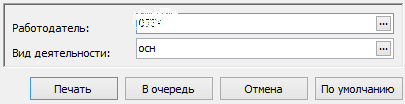 Работодатель:
...
Вид деятельности: осн ...
Печать В очередь Отмена По умолчанию